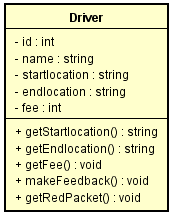 Driver
- id : int
- name : string
- startlocation : string
- endlocation : string
- fee : int
+ getStartlocation() : string
+ getEndlocation() : string
+ getFee() : void
+ makeFeedback() : void
+ getRedPacket() : void